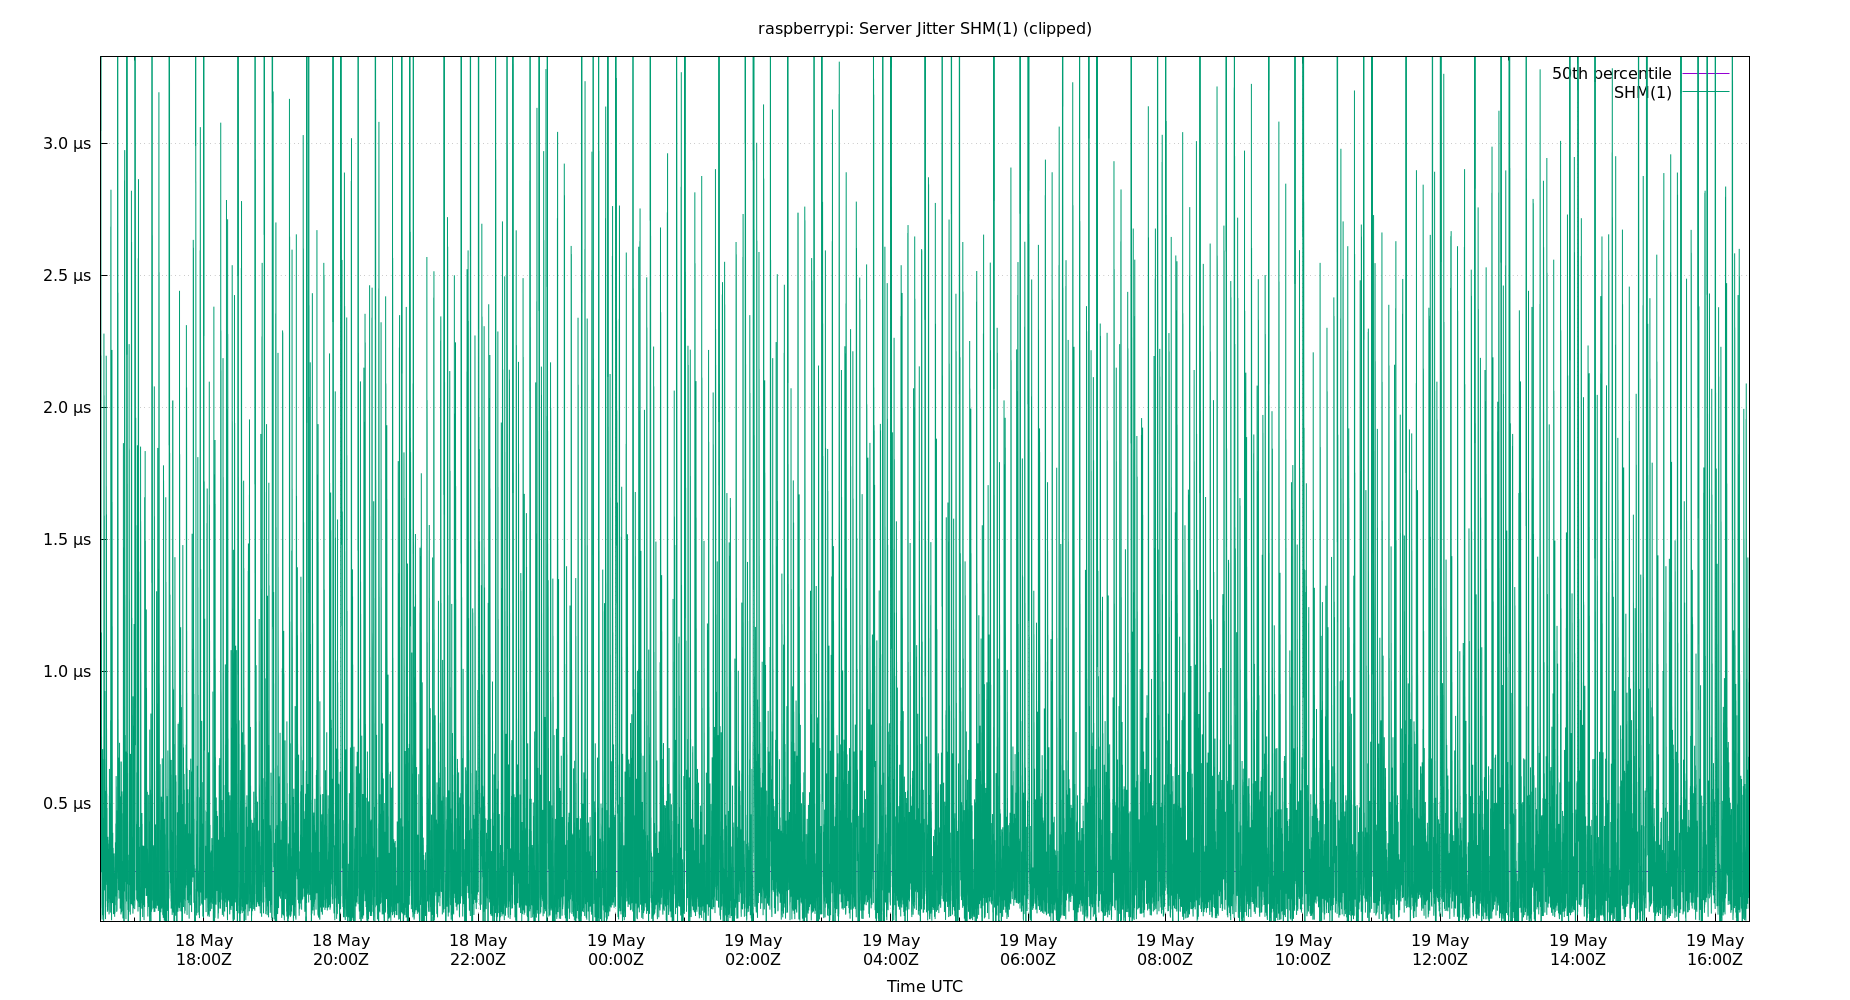 raspberrypi: Server Jitter SHM(1) (clipped)
50th percentile
SHM(1)
3.0 µs
2.5 µs
2.0 µs
1.5 µs
1.0 µs
0.5 µs
18 May 18 May 18 May 19 May 19 May 19 May 19 May 19 May 19 May 19 May 19 May 19 May
18:00Z 20:00Z 22:00Z 00:00Z 02:00Z 04:00Z 06:00Z 08:00Z 10:00Z 12:00Z 14:00Z 16:00Z
Time UTC